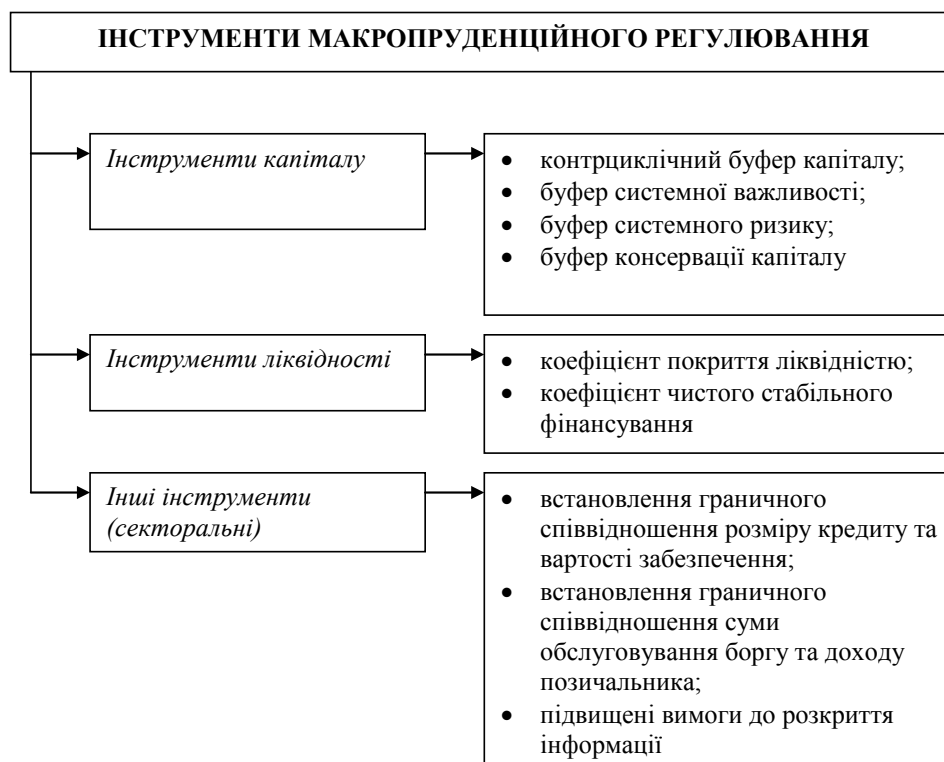 ІНСТРУМЕНТИ МАКРОПРУДЕНЦІЙНОГО РЕГУЛЮВАННЯ
Інструменти капіталу
• контрциклічний буфер капіталу;
• буфер системної важливості;
• буфер системного ризику;
• буфер консервації капіталу
Інструменти ліквідності
• коефіцієнт покриття ліквідністю;
• коефіцієнт чистого стабільного
фінансування
Інші інструменти
(секторальні)
• встановлення граничного
співвідношення розміру кредиту та
вартості забезпечення;
• встановлення граничного
співвідношення суми
обслуговування боргу та доходу
позичальника;
• підвищені вимоги до розкриття
інформації